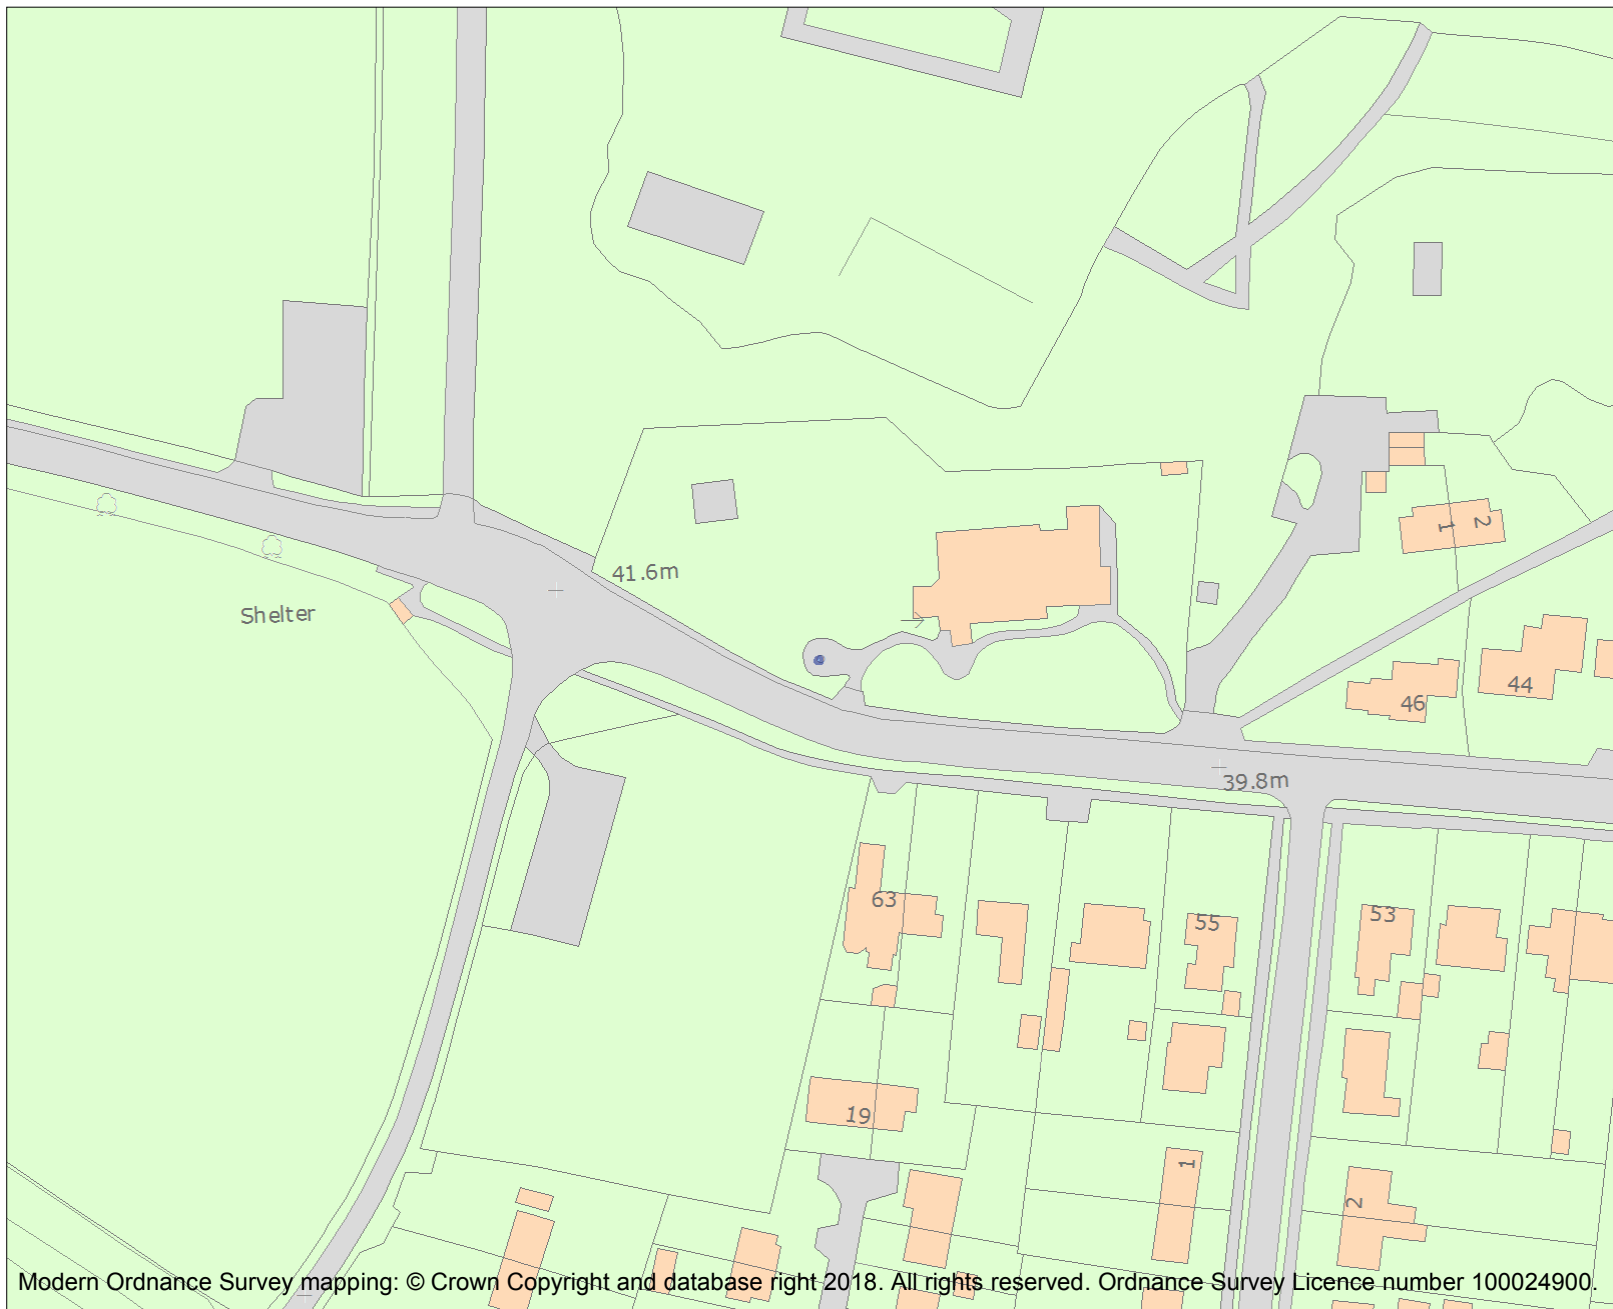 41.6m
Shelter
1
2
46
44
39.8m
63
55
53
19
1
2
Modern Ordnance Survey mapping: © Crown Copyright and database right 2018. All rights reserved. Ordnance Survey Licence number 100024900.